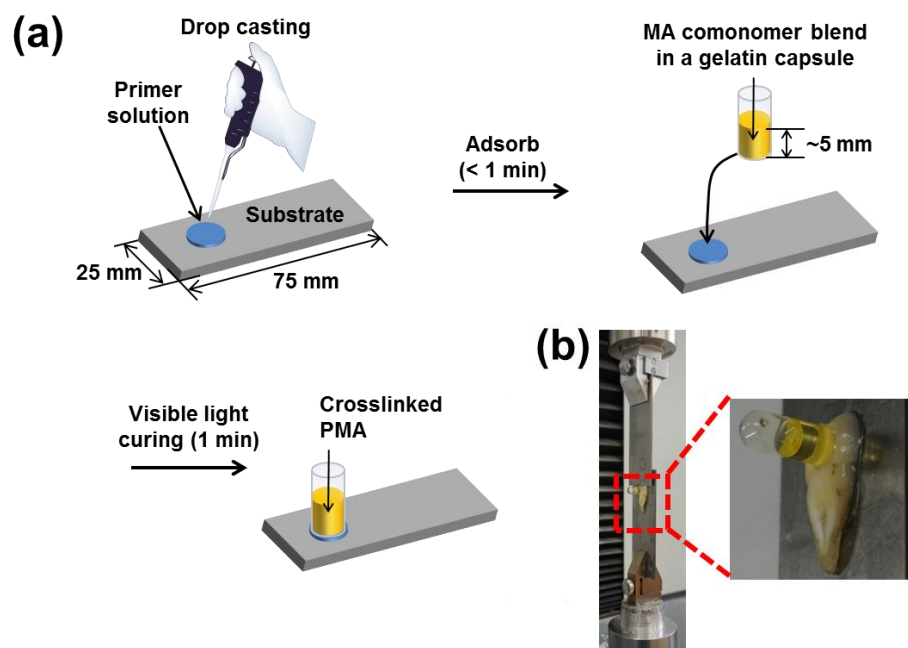 (a)
Drop casting
Primer
solution
Substrate
25 mm
75 mm
Adsorb
(< 1 min)
MA comonomer blend
in a gelatin capsule
~5 mm
Visible light
curing (1 min)
Crosslinked
PMA
(b)